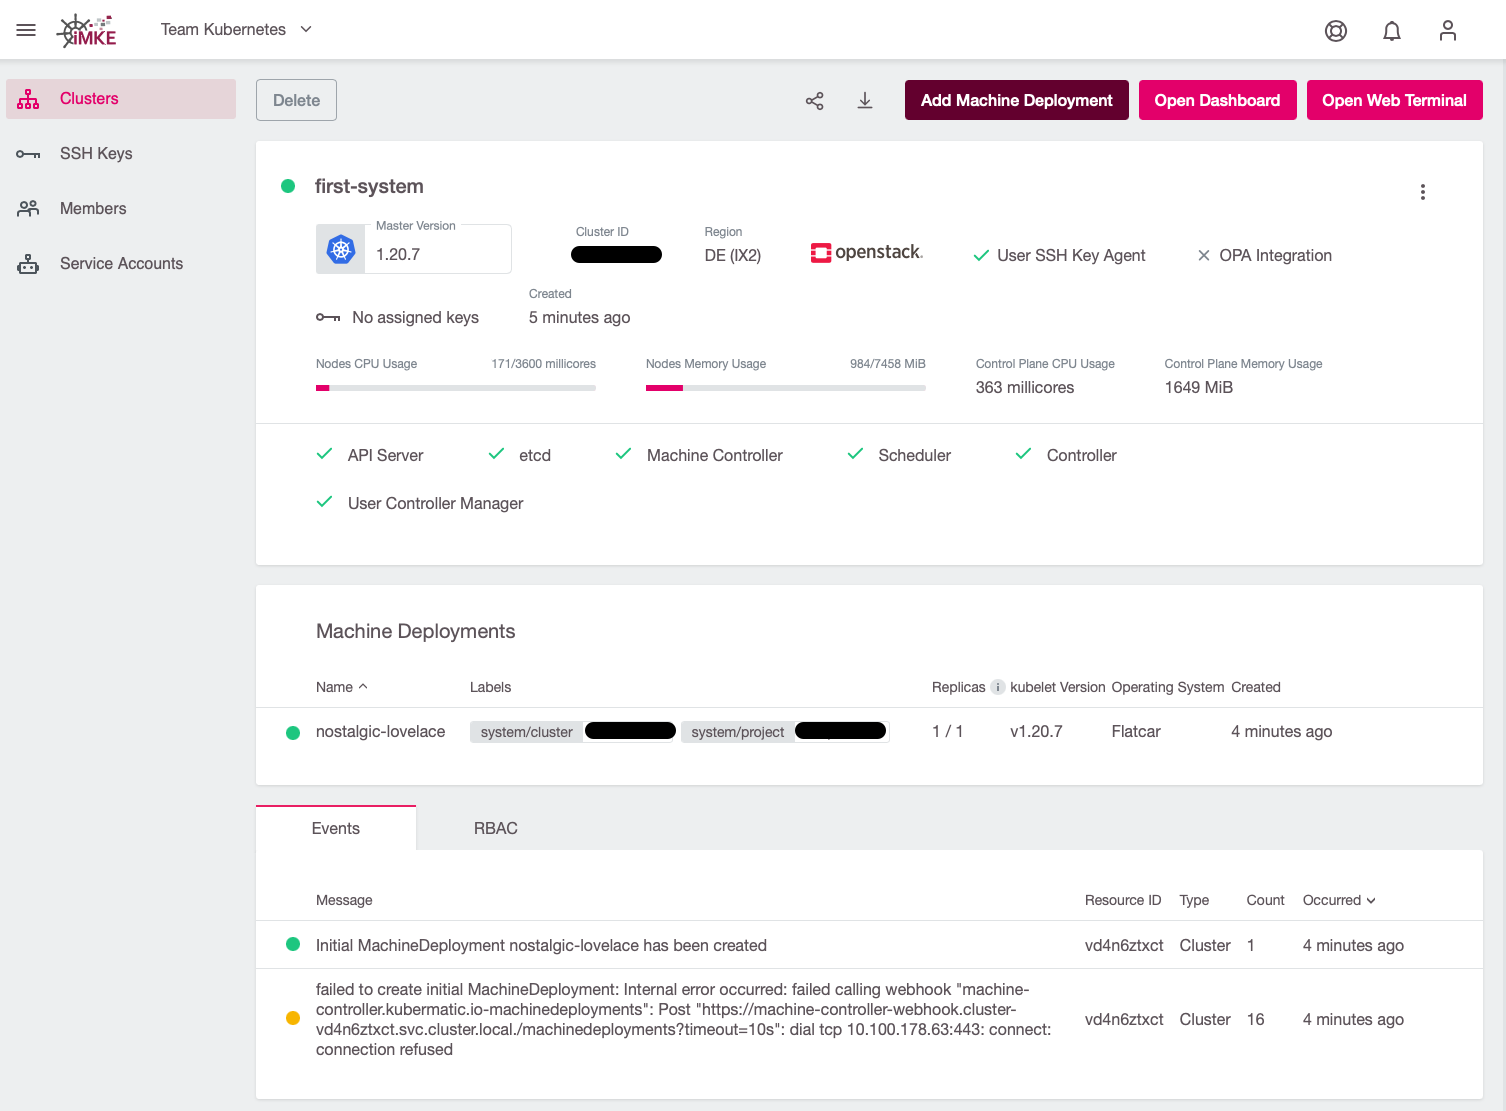 iMKE
Team Kubernetes
Clusters
SSH Keys
Members
Service Accounts
Delete
Add Machine Deployment
Open Dashboard
Open Web Terminal
first-system
Master Version
1.20.7
Cluster ID
Region
DE (IX2)
openstack.
User SSH Key Agent
OPA Integration
No assigned keys
Created
5 minutes ago
Nodes CPU Usage
171/3600 millicores
Nodes Memory Usage
984/7458 MiB
Control Plane CPU Usage
363 millicores
Control Plane Memory Usage
1649 MiB
API Server
etcd
Machine Controller
Scheduler
Controller
User Controller Manager
Machine Deployments
Name Labels Replicas i kubelet Version Operating System Created
nostalgic-lovelace system/cluster system/project 1 / 1 v1.20.7 Flatcar 4 minutes ago
Events
RBAC
Message Resource ID Type Count Occurred
Initial MachineDeployment nostalgic-lovelace has been created vd4n6ztxct Cluster 1 4 minutes ago
failed to create initial MachineDeployment: Internal error occurred: failed calling webhook "machine-
controller.kubermatic.io-machinedeployments": Post "https://machine-controller-webhook.cluster-
vd4n6ztxct.svc.cluster.local./machinedeployments?timeout=10s": dial tcp 10.100.178.63:443: connect:
connection refused
vd4n6ztxct Cluster 16 4 minutes ago